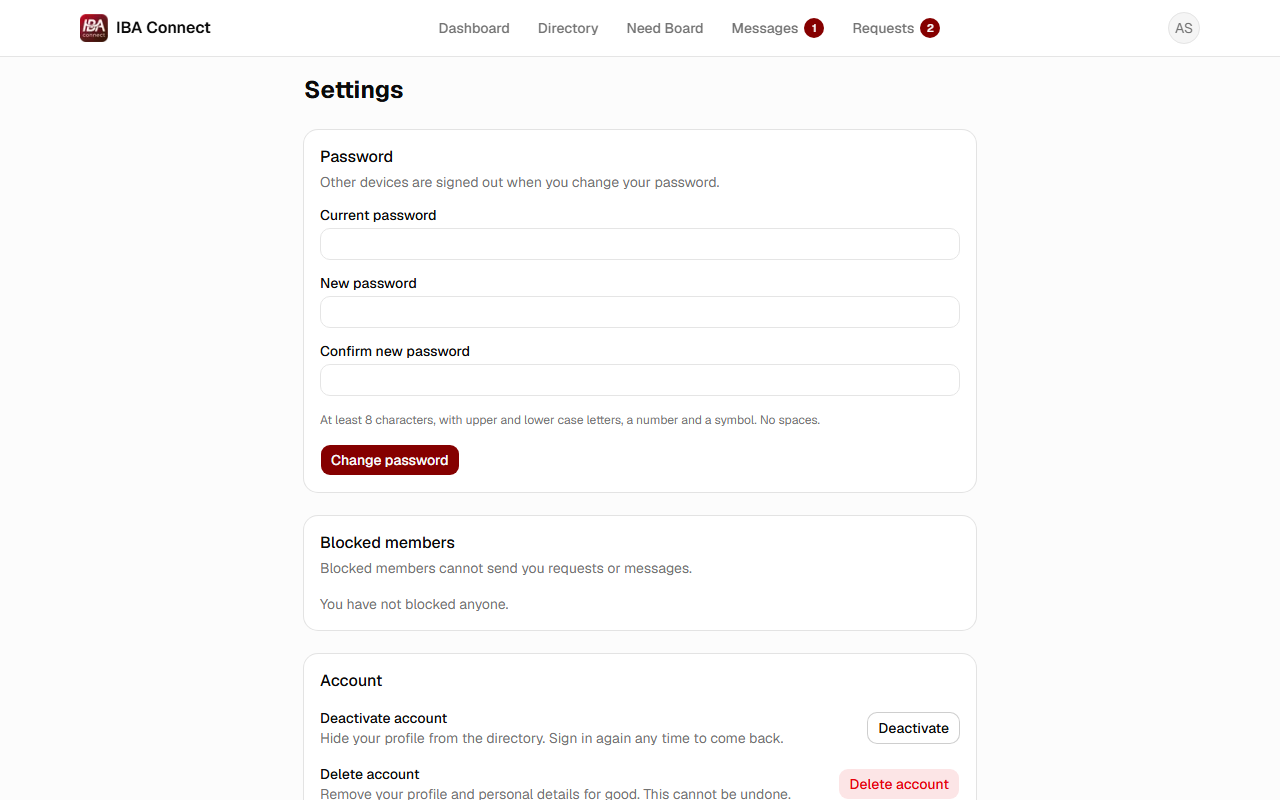 IBA connect IBA Connect Dashboard Directory Need Board Messages 1 Requests 2 AS
Settings
Password
Other devices are signed out when you change your password.
Current password
New password
Confirm new password
At least 8 characters, with upper and lower case letters, a number and a symbol. No spaces.
Change password
Blocked members
Blocked members cannot send you requests or messages.
You have not blocked anyone.
Account
Deactivate account
Hide your profile from the directory. Sign in again any time to come back.
Deactivate
Delete account
Remove your profile and personal details for good. This cannot be undone.
Delete account